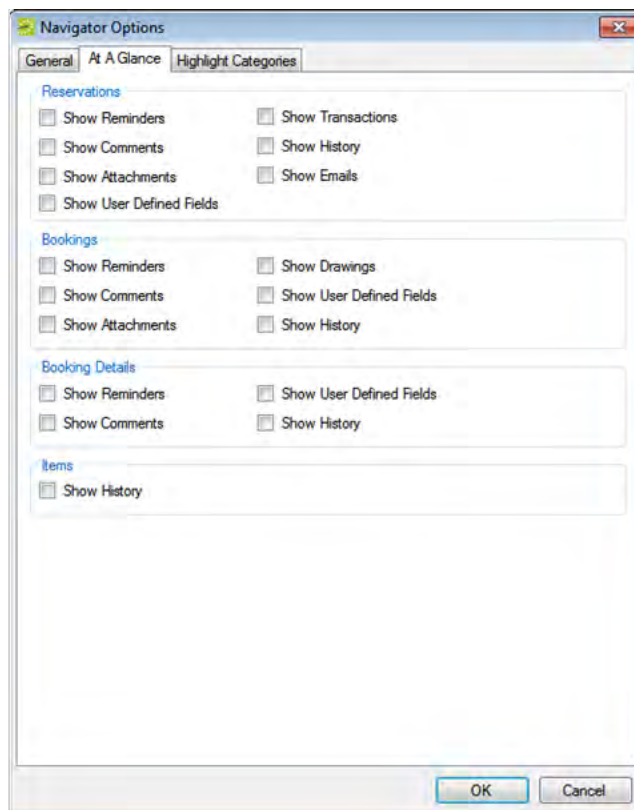 Navigator Options
General At A Glance Highlight Categories
Reservations
Show Reminders Show Transactions
Show Comments Show History
Show Attachments Show Emails
Show User Defined Fields
Bookings
Show Reminders Show Drawings
Show Comments Show User Defined Fields
Show Attachments Show History
Booking Details
Show Reminders Show User Defined Fields
Show Comments Show History
Items
Show History
OK Cancel